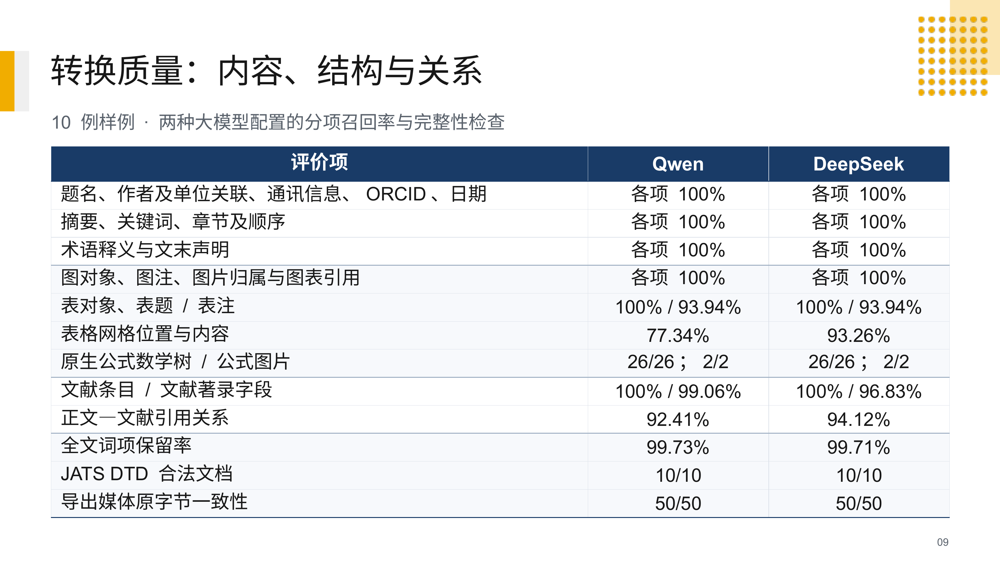 转换质量：内容、结构与关系
10 例样例 · 两种大模型配置的分项召回率与完整性检查
评价项 Qwen DeepSeek
题名、作者及单位关联、通讯信息、ORCID、日期 各项 100% 各项 100%
摘要、关键词、章节及顺序 各项 100% 各项 100%
术语释义与文末声明 各项 100% 各项 100%
图对象、图注、图片归属与图表引用 各项 100% 各项 100%
表对象、表题 / 表注 100% / 93.94% 100% / 93.94%
表格网格位置与内容 77.34% 93.26%
原生公式数学树 / 公式图片 26/26； 2/2 26/26； 2/2
文献条目 / 文献著录字段 100% / 99.06% 100% / 96.83%
正文—文献引用关系 92.41% 94.12%
全文词项保留率 99.73% 99.71%
JATS DTD 合法文档 10/10 10/10
导出媒体原字节一致性 50/50 50/50
09